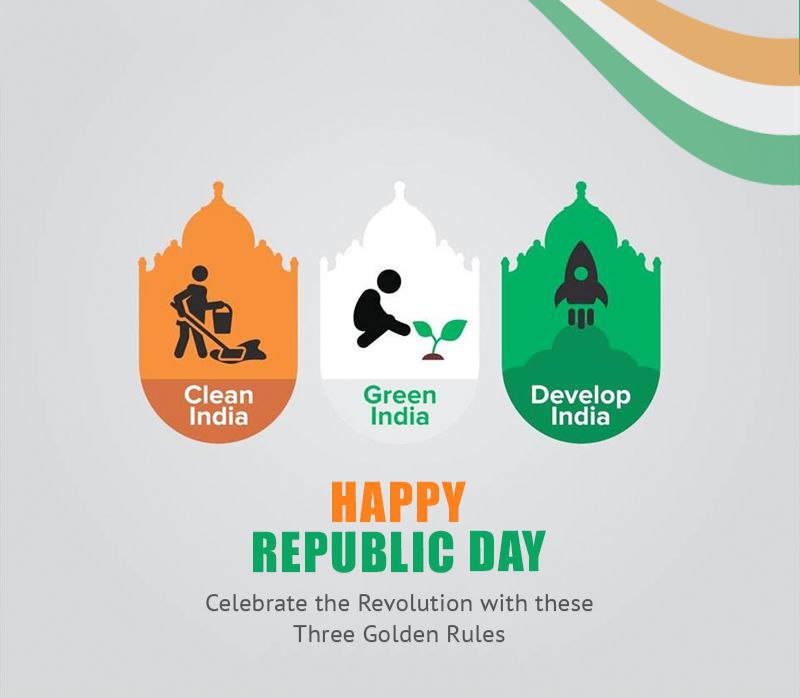 Clean
India
Green
India
Develop
India
HAPPY
REPUBLIC DAY
Celebrate the Revolution with these
Three Golden Rules